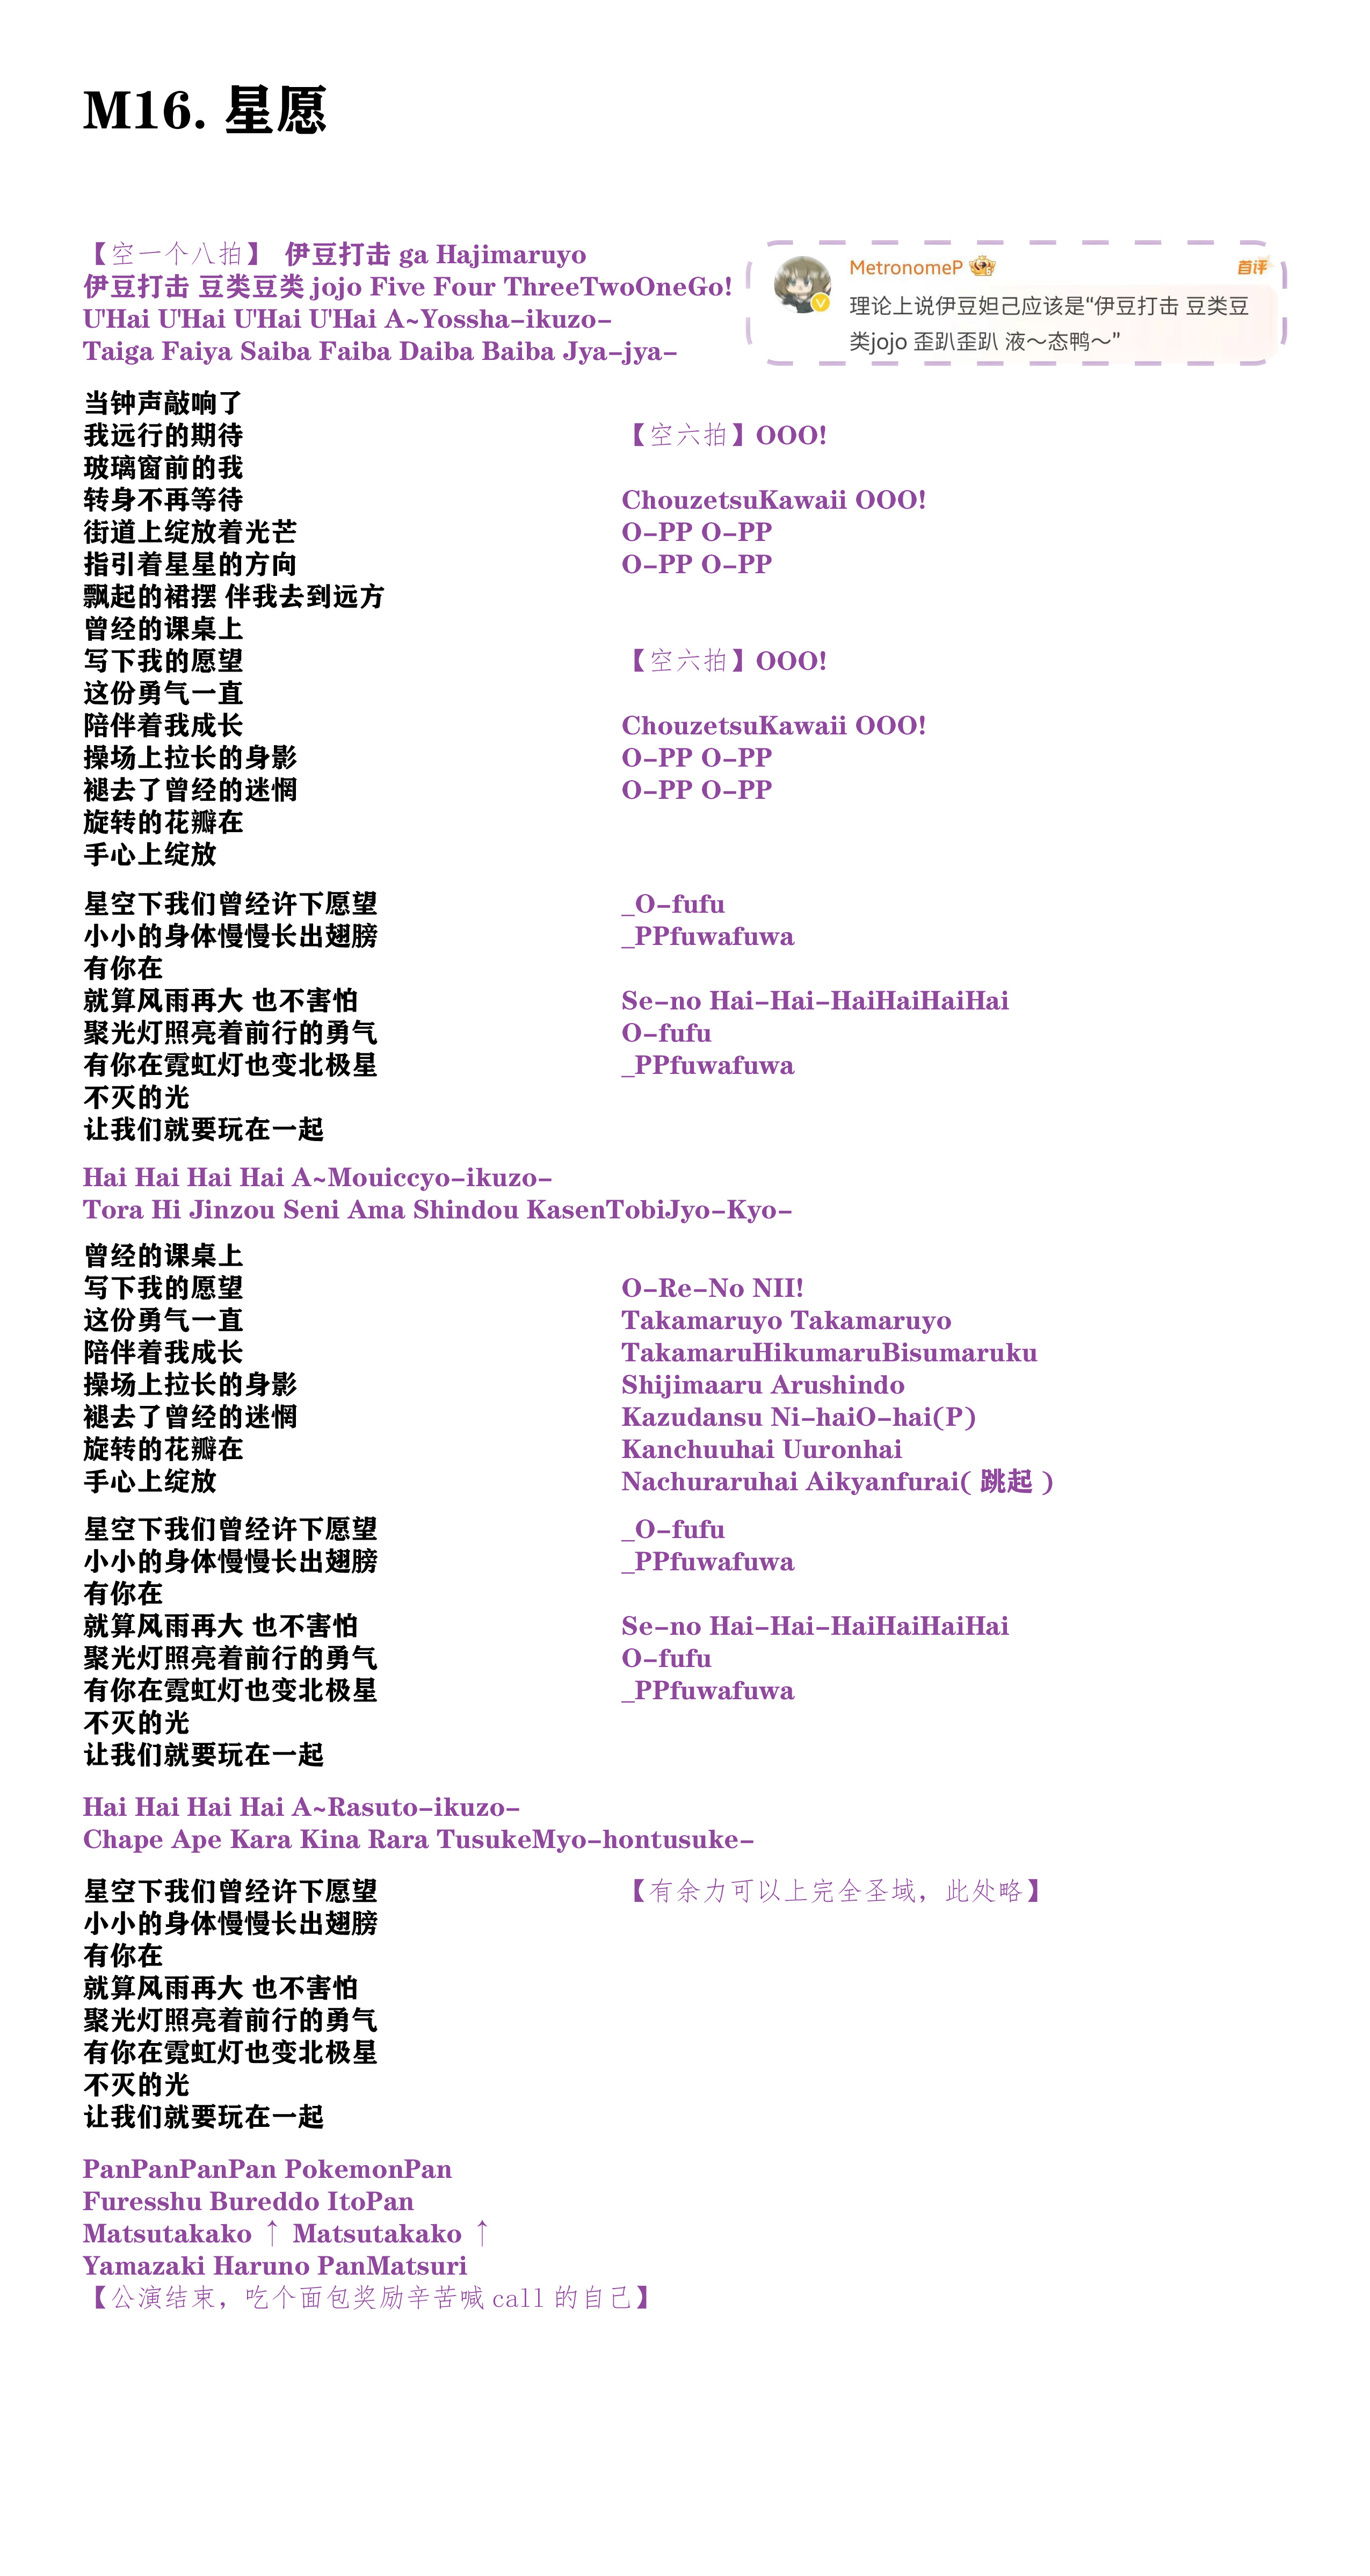 M16. 星愿
【空一个八拍】 伊豆打击 ga Hajimaruyo
伊豆打击 豆类豆类 jojo Five Four ThreeTwoOneGo!
U'Hai U'Hai U'Hai U'Hai A~Yossha-ikuzo-
Taiga Faiya Saiba Faiba Daiba Baiba Jya-jya-
MetronomeP
首评
理论上说伊豆妲己应该是“伊豆打击 豆类豆
类jojo 歪趴歪趴 液～态鸭～”
当钟声敲响了
我远行的期待 【空六拍】OOO!
玻璃窗前的我
转身不再等待 ChouzetsuKawaii OOO!
街道上绽放着光芒 O-PP O-PP
指引着星星的方向 O-PP O-PP
飘起的裙摆 伴我去到远方
曾经的课桌上
写下我的愿望 【空六拍】OOO!
这份勇气一直
陪伴着我成长 ChouzetsuKawaii OOO!
操场上拉长的身影 O-PP O-PP
褪去了曾经的迷惘 O-PP O-PP
旋转的花瓣在
手心上绽放
星空下我们曾经许下愿望 _O-fufu
小小的身体慢慢长出翅膀 _PPfuwafuwa
有你在
就算风雨再大 也不害怕 Se-no Hai-Hai-HaiHaiHaiHai
聚光灯照亮着前行的勇气 O-fufu
有你在霓虹灯也变北极星 _PPfuwafuwa
不灭的光
让我们就要玩在一起
Hai Hai Hai Hai A~Mouiccyo-ikuzo-
Tora Hi Jinzou Seni Ama Shindou KasenTobiJyo-Kyo-
曾经的课桌上
写下我的愿望 O-Re-No NII!
这份勇气一直 Takamaruyo Takamaruyo
陪伴着我成长 TakamaruHikumaruBisumaruku
操场上拉长的身影 Shijimaaru Arushindo
褪去了曾经的迷惘 Kazudansu Ni-haiO-hai(P)
旋转的花瓣在 Kanchuuhai Uuronhai
手心上绽放 Nachuraruhai Aikyanfurai( 跳起 )
星空下我们曾经许下愿望 _O-fufu
小小的身体慢慢长出翅膀 _PPfuwafuwa
有你在
就算风雨再大 也不害怕 Se-no Hai-Hai-HaiHaiHaiHai
聚光灯照亮着前行的勇气 O-fufu
有你在霓虹灯也变北极星 _PPfuwafuwa
不灭的光
让我们就要玩在一起
Hai Hai Hai Hai A~Rasuto-ikuzo-
Chape Ape Kara Kina Rara TusukeMyo-hontusuke-
星空下我们曾经许下愿望 【有余力可以上完全圣域，此处略】
小小的身体慢慢长出翅膀
有你在
就算风雨再大 也不害怕
聚光灯照亮着前行的勇气
有你在霓虹灯也变北极星
不灭的光
让我们就要玩在一起
PanPanPanPan PokemonPan
Furesshu Bureddo ItoPan
Matsutakako ↑ Matsutakako ↑
Yamazaki Haruno PanMatsuri
【公演结束，吃个面包奖励辛苦喊 call 的自己】